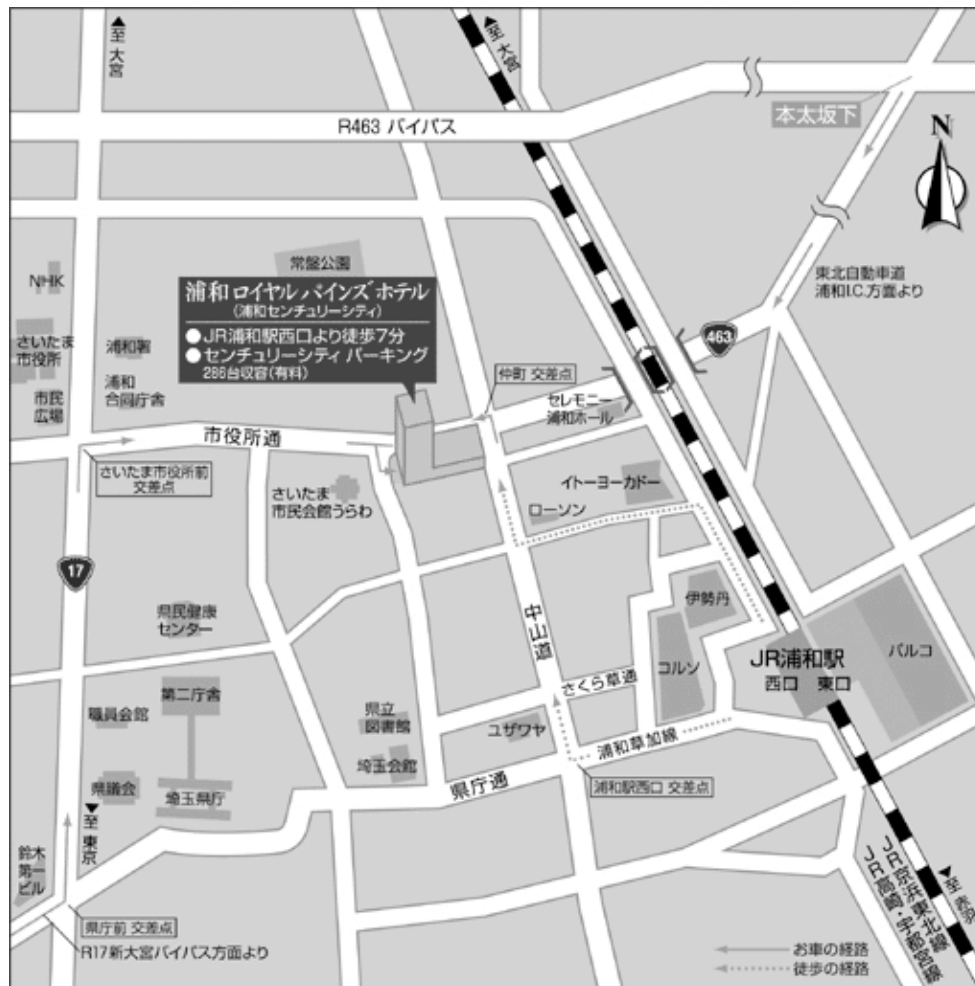 至 大宮
至 大宮
R463 バイパス
本太坂下
N
NHK
常盤公園
東北自動車道
浦和I.C.方面より
浦和ロイヤルパインズホテル
(浦和センチュリーシティ)
●JR浦和駅西口より徒歩7分
●センチュリーシティ パーキング
286台収容(有料)
さいたま
市役所
浦和署
463
市民
広場
浦和
合同庁舎
仲町 交差点
セレモニー
浦和ホール
市役所通
さいたま市役所前
交差点
さいたま
市民会館うらわ
イトーヨーカドー
ローソン
17
県民健康
センター
中山道
伊勢丹
コルソ
JR浦和駅
西口 東口
パルコ
第二庁舎
職員会館
県立
図書館
さくら草通
ユザワヤ
浦和草加線
埼玉会館
県議会
埼玉県庁
県庁通
浦和駅西口 交差点
至 東京
鈴木
第一
ビル
県庁前 交差点
R17新大宮バイパス方面より
JR京浜東北線
JR高崎・宇都宮線
至
お車の経路
徒歩の経路